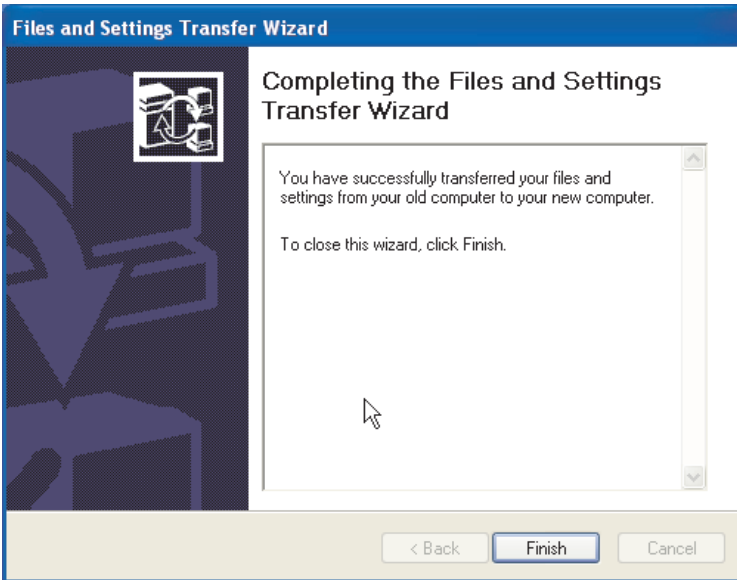 Files and Settings Transfer Wizard
Completing the Files and Settings
Transfer Wizard
You have successfully transferred your files and
settings from your old computer to your new computer.
To close this wizard, click Finish.
< Back Finish Cancel